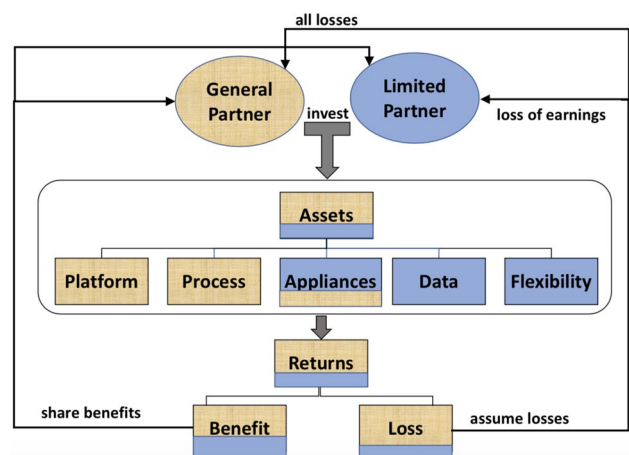 all losses
General
Partner
Limited
Partner
invest
loss of earnings
Assets
Platform
Process
Appliances
Data
Flexibility
Returns
share benefits
Benefit
Loss
assume losses